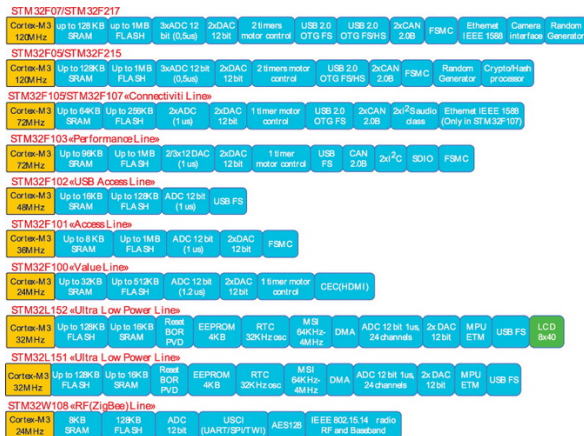 STM32F07/STM32F217
Cortex-M3 120MHz up to 128 KB SRAM up to 1MB FLASH 3xADC 12 bit (0,5us) 2xDAC 12 bit 2 timers motor control USB 2.0 OTG FS USB 2.0 OTG FS/HS 2xCAN 2.0B FSMC Ethernet IEEE 1588 Camera interface Random Generator
STM32F05/STM32F215
Cortex-M3 120MHz Up to 128K SRAM Up to 1MB FLASH 3xADC 12 bit (0,5us) 2xDAC 12 bit 2 timers motor control USB 2.0 OTG FS/HS 2xCAN 2.0B FSMC Random Generator Crypto/Hash processor
STM32F105'STM32F107«Connectiviti Line»
Cortex-M3 72MHz Up to 64KB SRAM Up to 256KB FLASH 2xADC (1 us) 2xDAC 12 bit 1 timer motor control USB 2.0 OTG FS 2xCAN 2.0B 2xI²S audio class Ethernet IEEE 1588 (Only in STM32F107)
STM32F103«Performance Line»
Cortex-M3 72MHz Up to 96KB SRAM Up to 1MB FLASH 2/3x12 DAC (1 us) 2xDAC 12 bit 1 timer motor control USB FS CAN 2.0B 2xI²C SDIO FSMC
STM32F102«USB Access Line»
Cortex-M3 48MHz Up to 16KB SRAM Up to 128KB FLASH ADC 12 bit (1 us) USB FS
STM32F101«Access Line»
Cortex-M3 36MHz Up to 8 KB SRAM Up to 1MB FLASH ADC 12 bit (1 us) 2xDAC 12 bit FSMC
STM32F100«Value Line»
Cortex-M3 24MHz Up to 32KB SRAM Up to 512KB FLASH ADC 12 bit (1.2 us) 2xDAC 12 bit 1 timer motor control CEC(HDMI)
STM32L152 «Ultra Low Power Line»
Cortex-M3 32MHz Up to 128KB FLASH Up to 16KB SRAM Reset BOR PVD EEPROM 4KB RTC 32KHz osc MSI 64KHz-4MHz DMA ADC 12 bit 1us, 24 channels 2x DAC 12 bit MPU ETM USB FS LCD 8x40
STM32L151 «Ultra Low Power Line»
Cortex-M3 32MHz Up to 128KB FLASH Up to 16KB SRAM Reset BOR PVD EEPROM 4KB RTC 32KHz osc MSI 64KHz-4MHz DMA ADC 12 bit 1us, 24 channels 2x DAC 12 bit MPU ETM USB FS
STM32W108 «RF(ZigBee)Line»
Cortex-M3 24MHz 8KB SRAM 128KB FLASH ADC 12bit USCI (UART/SPI/TWI) AES128 IEEE 802.15.14 radio RF and Baseband